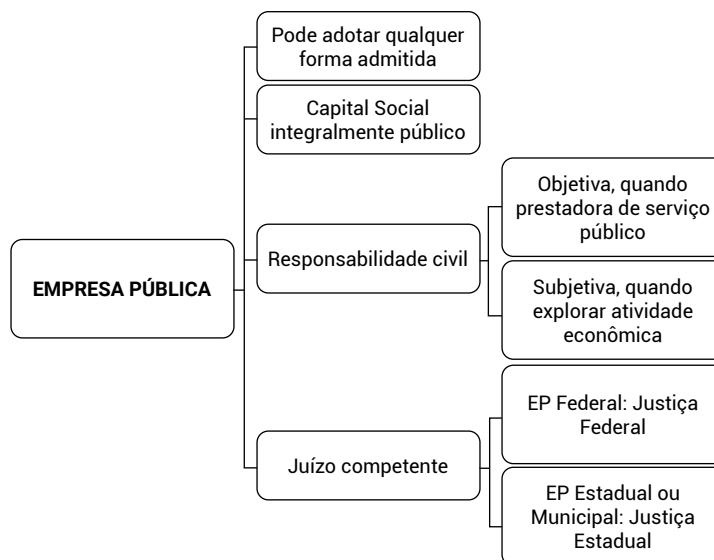 EMPRESA PÚBLICA
Pode adotar qualquer
forma admitida
Capital Social
integralmente público
Responsabilidade civil
Objetiva, quando
prestadora de serviço
público
Subjetiva, quando
explorar atividade
econômica
Juízo competente
EP Federal: Justiça
Federal
EP Estadual ou
Municipal: Justiça
Estadual